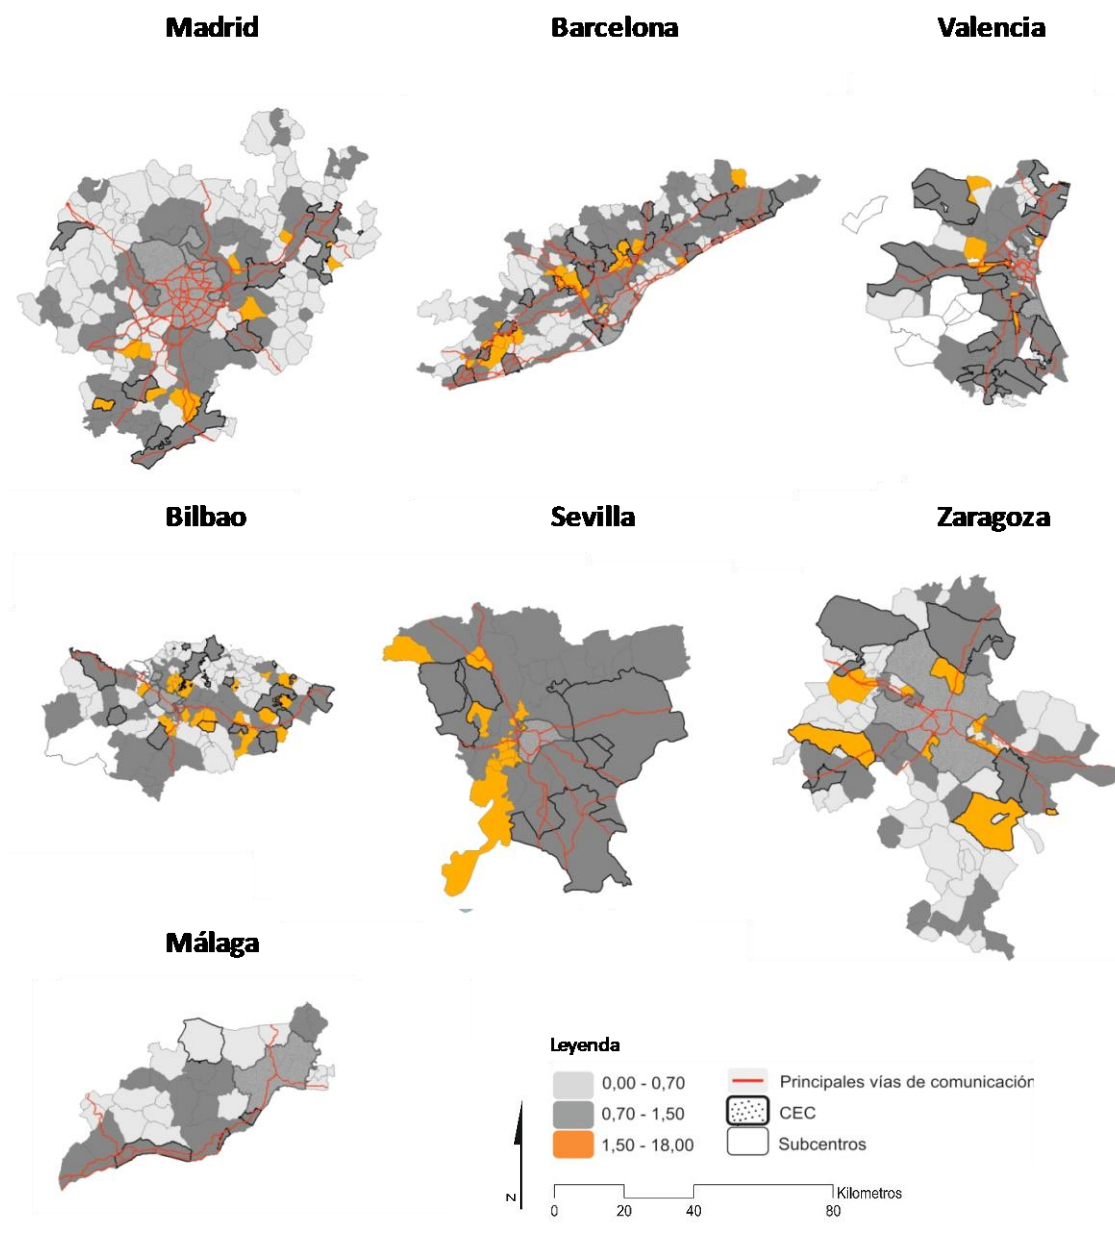 Madrid
Barcelona
Valencia
Bilbao
Sevilla
Zaragoza
Málaga
Leyenda
0,00 - 0,70
0,70 - 1,50
1,50 - 18,00
Principales vías de comunicación
CEC
Subcentros
N
Kilometros
0 20 40 80